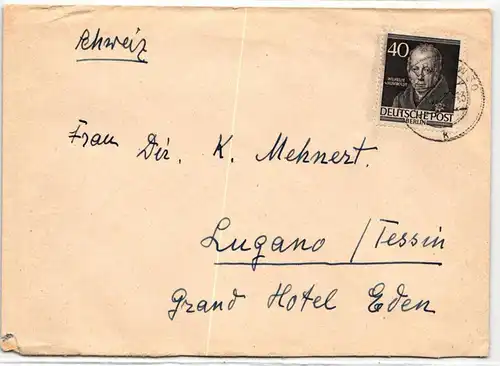 Schweiz
40
WILHELM
v. HUMBOLDT
DEUTSCHE POST
BERLIN
Frau Dir. K. Mehnert.
Lugano /Tessin
Grand Hotel Eden